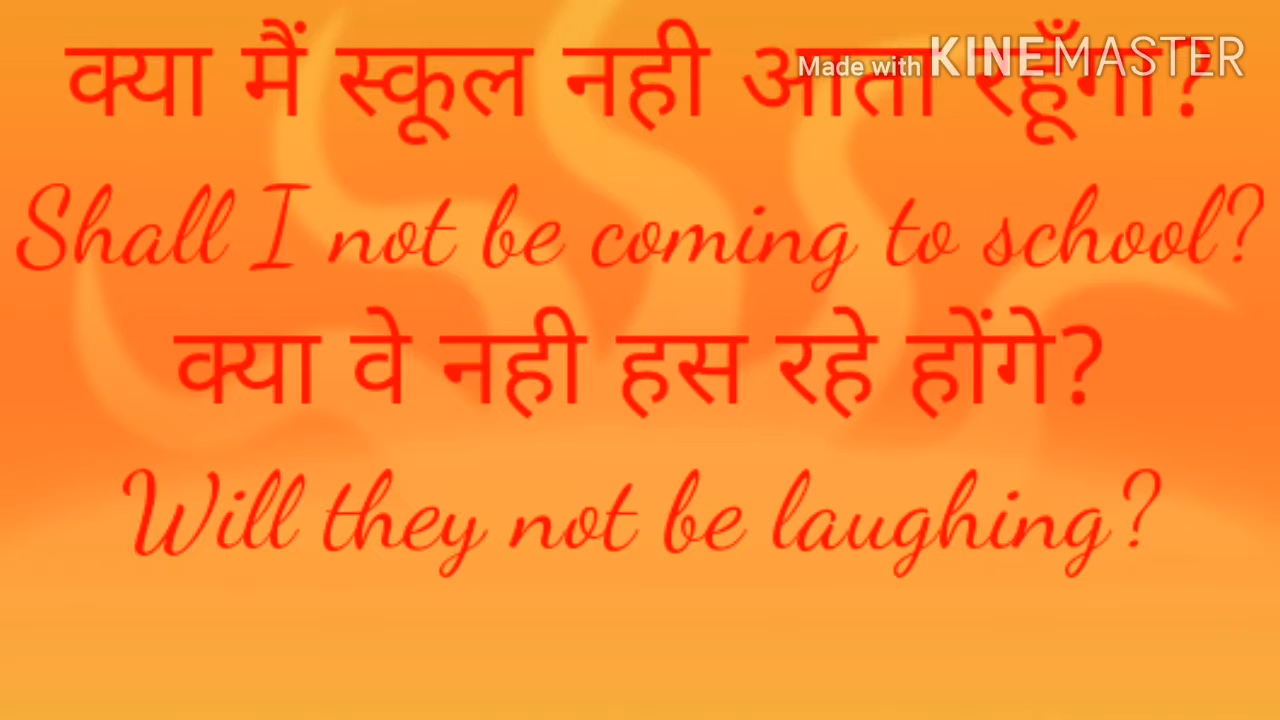 क्या मैं स्कूल नही आता रहूँगा?
Made with KINEMASTER
Shall I not be coming to school?
क्या वे नही हस रहे होंगे?
Will they not be laughing?